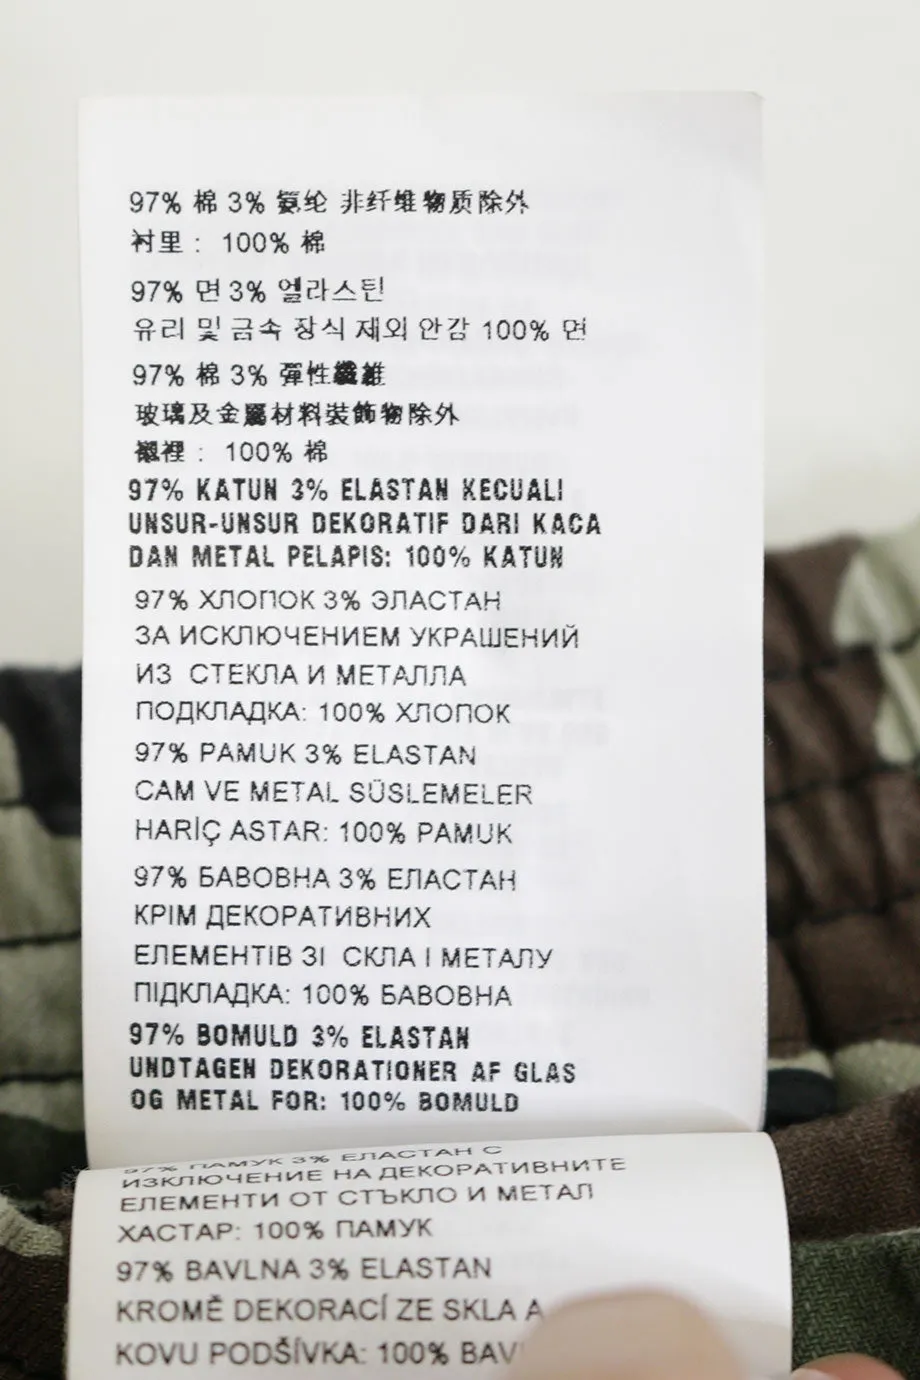 97% 棉 3% 氨纶 非纤维物质除外
衬里： 100% 棉
97% 면 3% 엘라스틴
유리 및 금속 장식 제외 안감 100% 면
97% 棉 3% 彈性纖維
玻璃及金屬材料裝飾物除外
襯裡： 100% 棉
97% KATUN 3% ELASTAN KECUALI
UNSUR-UNSUR DEKORATIF DARI KACA
DAN METAL PELAPIS: 100% KATUN
97% ХЛОПОК 3% ЭЛАСТАН
ЗА ИСКЛЮЧЕНИЕМ УКРАШЕНИЙ
ИЗ СТЕКЛА И МЕТАЛЛА
ПОДКЛАДКА: 100% ХЛОПОК
97% PAMUK 3% ELASTAN
CAM VE METAL SÜSLEMELER
HARİÇ ASTAR: 100% PAMUK
97% БАВОВНА 3% ЕЛАСТАН
КРІМ ДЕКОРАТИВНИХ
ЕЛЕМЕНТІВ ЗІ СКЛА І МЕТАЛУ
ПІДКЛАДКА: 100% БАВОВНА
97% BOMULD 3% ELASTAN
UNDTAGEN DEKORATIONER AF GLAS
OG METAL FOR: 100% BOMULD
97% ПАМУК 3% ЕЛАСТАН С
ИЗКЛЮЧЕНИЕ НА ДЕКОРАТИВНИТЕ
ЕЛЕМЕНТИ ОТ СТЪКЛО И МЕТАЛ
ХАСТАР: 100% ПАМУК
97% BAVLNA 3% ELASTAN
KROMĚ DEKORACÍ ZE SKLA A
KOVU PODŠÍVKA: 100%